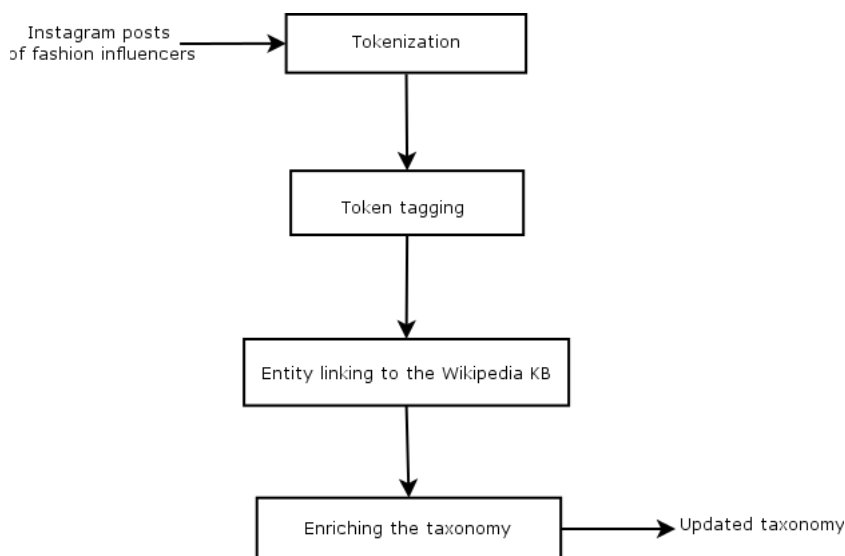 Instagram posts
of fashion influencers
Tokenization
Token tagging
Entity linking to the Wikipedia KB
Enriching the taxonomy
Updated taxonomy